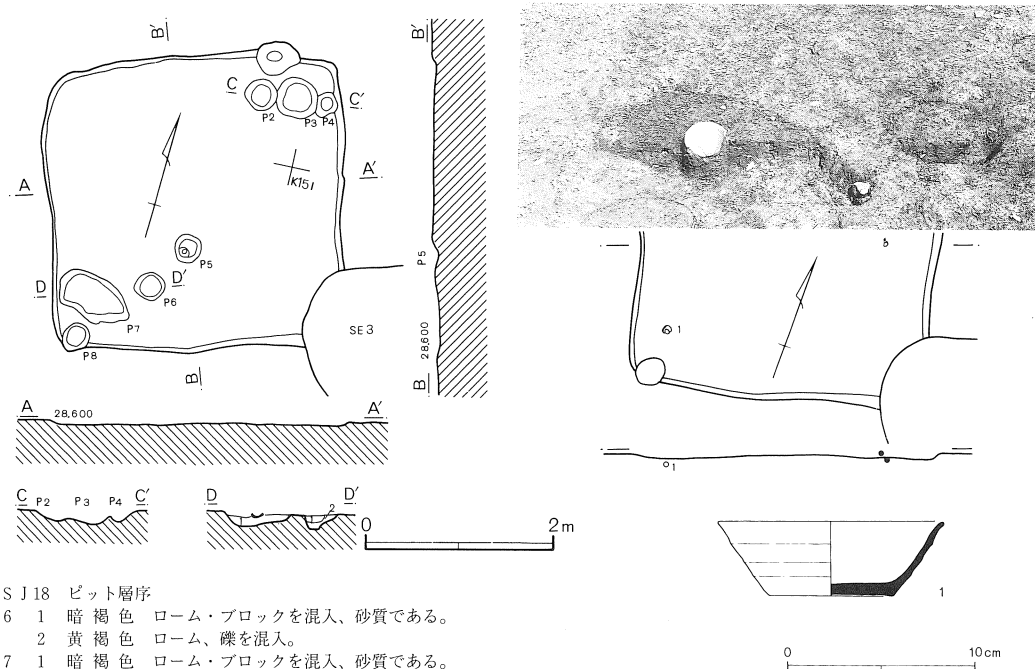 B B′
B′
C C′
P2 P3 P4
K15I
A A′
P5
P5
D D′
P6
P7
P8
SE3
28,600
B B
A 28,600 A′
C P2 P3 P4 C′
D D′
2
0 2m
1
1
1
0 10cm
SJ18 ピット層序
6 1 暗褐色 ローム・ブロックを混入、砂質である。
2 黄褐色 ローム、礫を混入。
7 1 暗褐色 ローム・ブロックを混入、砂質である。